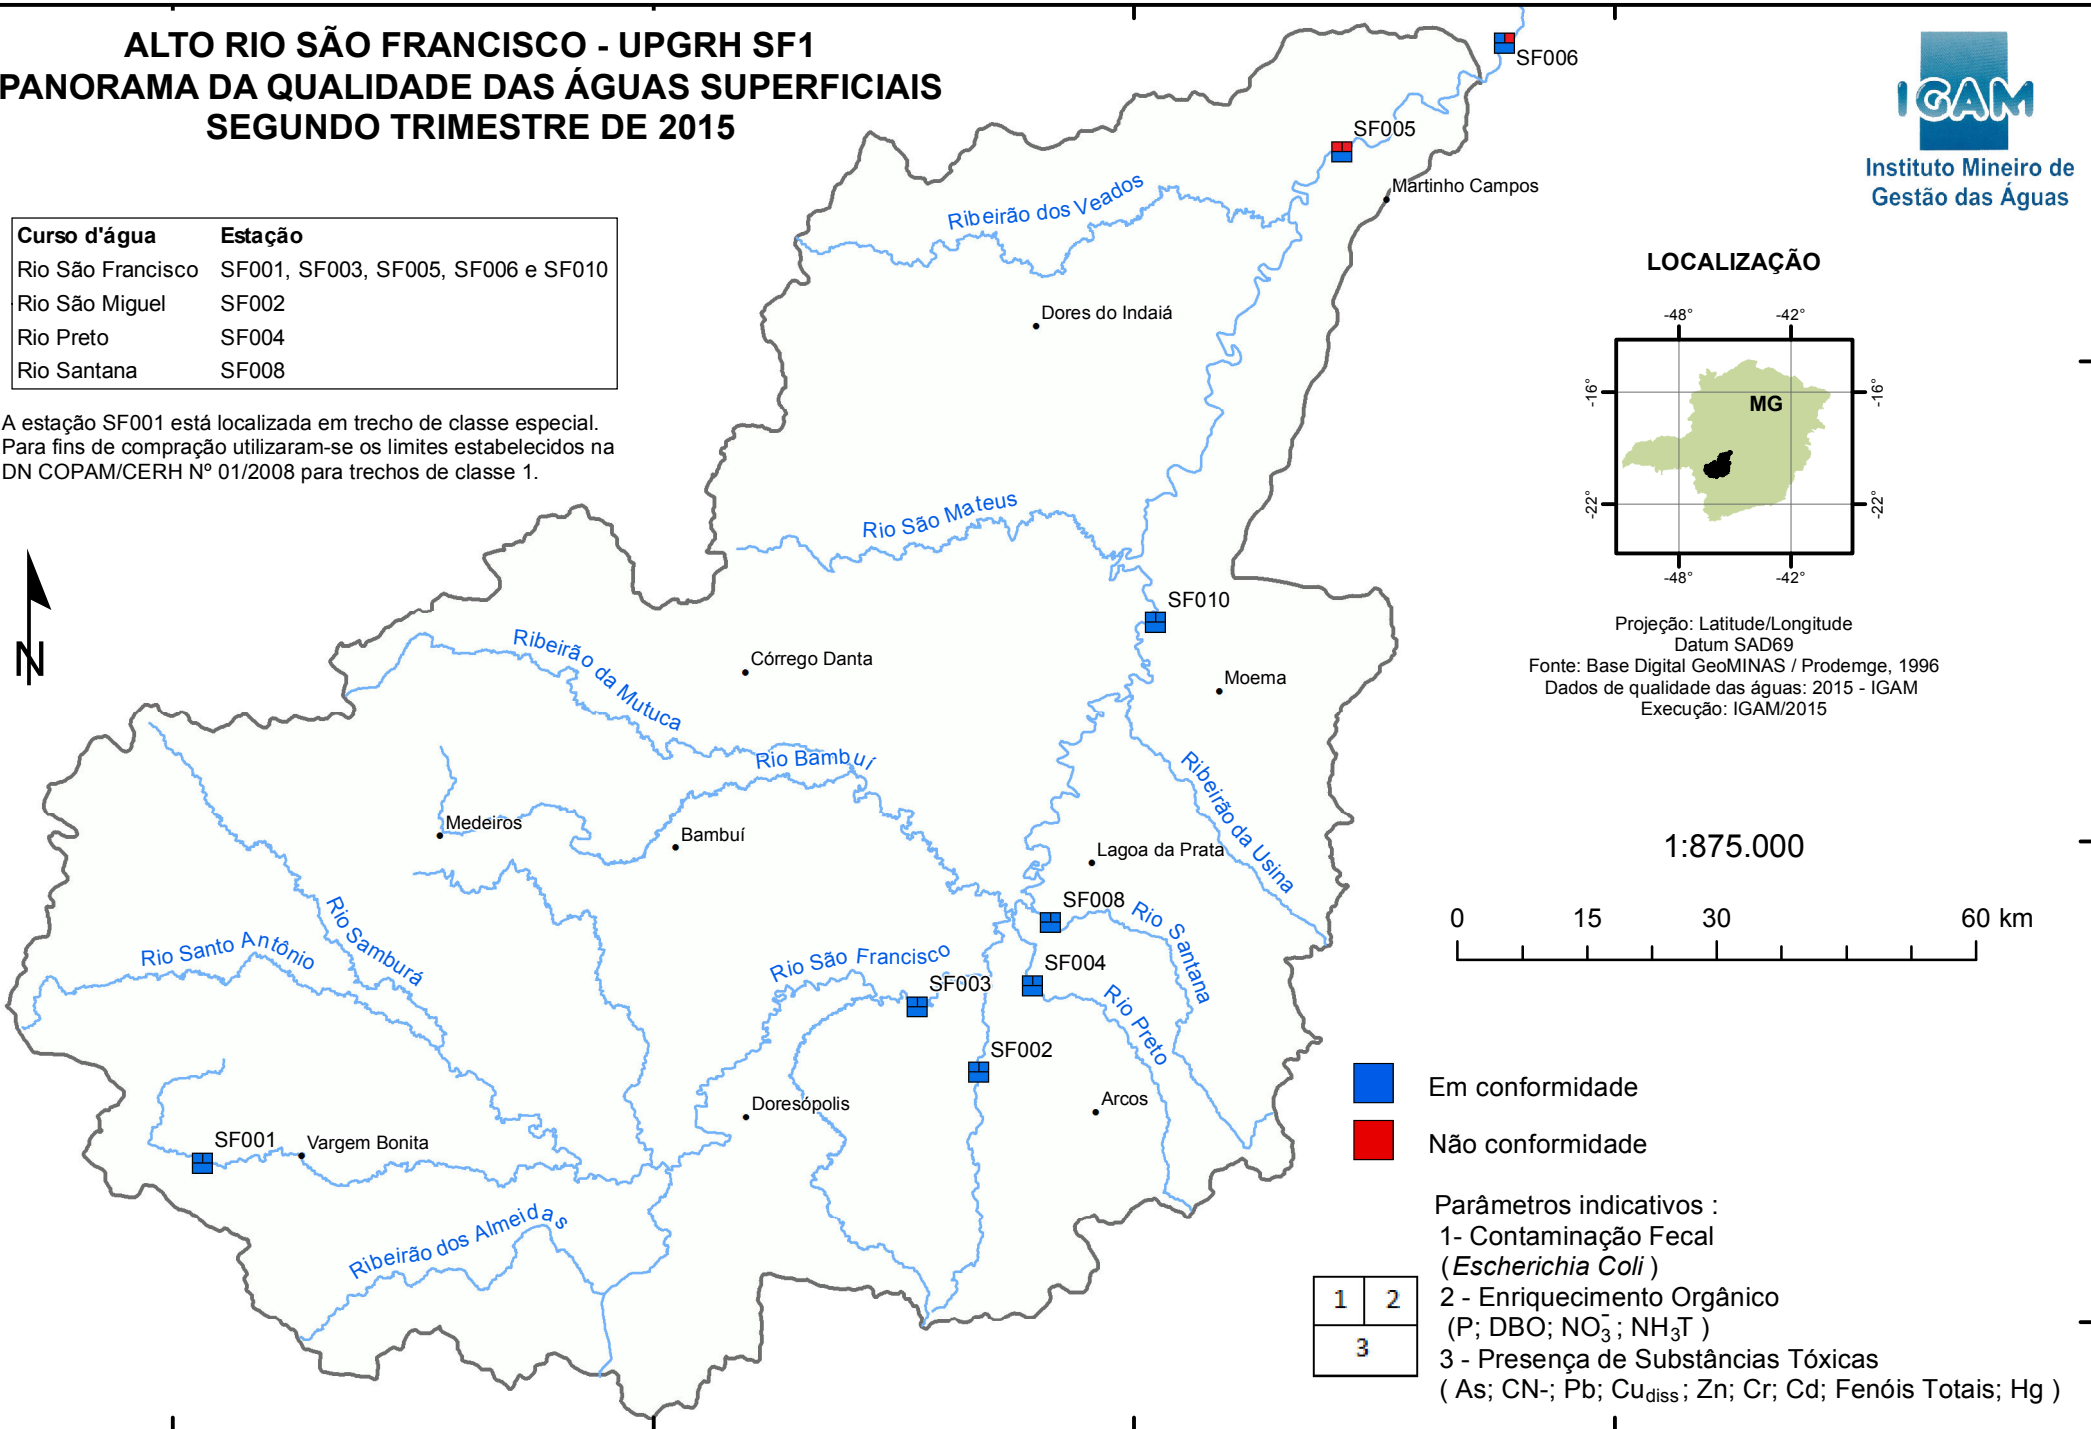 ALTO RIO SÃO FRANCISCO - UPGRH SF1
PANORAMA DA QUALIDADE DAS ÁGUAS SUPERFICIAIS
SEGUNDO TRIMESTRE DE 2015
Curso d'água Estação
Rio São Francisco SF001, SF003, SF005, SF006 e SF010
Rio São Miguel SF002
Rio Preto SF004
Rio Santana SF008
A estação SF001 está localizada em trecho de classe especial.
Para fins de compração utilizaram-se os limites estabelecidos na
DN COPAM/CERH Nº 01/2008 para trechos de classe 1.
N
SF006
SF005
Martinho Campos
Ribeirão dos Veados
Dores do Indaiá
Rio São Mateus
SF010
Ribeirão da Mutuca
Córrego Danta
Moema
Rio Bambuí
Ribeirão da Usina
Medeiros
Bambuí
Lagoa da Prata
SF008
Rio Santana
Rio Samburá
Rio Santo Antônio
Rio São Francisco
SF003
SF004
Rio Preto
SF002
Doresópolis
Arcos
SF001
Vargem Bonita
Ribeirão dos Almeidas
IGAM
Instituto Mineiro de
Gestão das Águas
LOCALIZAÇÃO
-48° -42°
-16° -16°
MG
-22° -22°
-48° -42°
Projeção: Latitude/Longitude
Datum SAD69
Fonte: Base Digital GeoMINAS / Prodemge, 1996
Dados de qualidade das águas: 2015 - IGAM
Execução: IGAM/2015
1:875.000
0 15 30 60 km
Em conformidade
Não conformidade
Parâmetros indicativos :
1- Contaminação Fecal
(Escherichia Coli )
2 - Enriquecimento Orgânico
(P; DBO; NO₃⁻; NH₃T )
3 - Presença de Substâncias Tóxicas
( As; CN-; Pb; Cu diss ; Zn; Cr; Cd; Fenóis Totais; Hg )
1 2
3